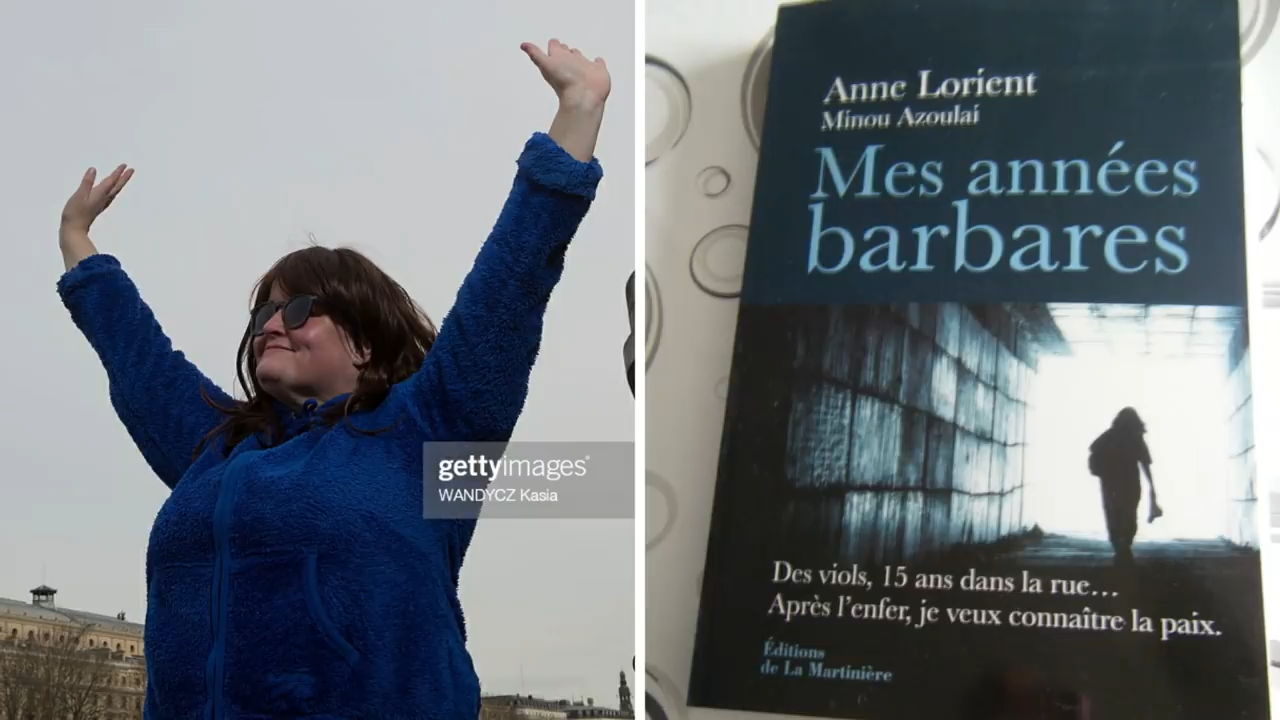 gettyimages®
WANDYCZ Kasia
Anne Lorient
Minou Azoulai
Mes années
barbares
Des viols, 15 ans dans la rue…
Après l'enfer, je veux connaître la paix.
Éditions
de La Martinière